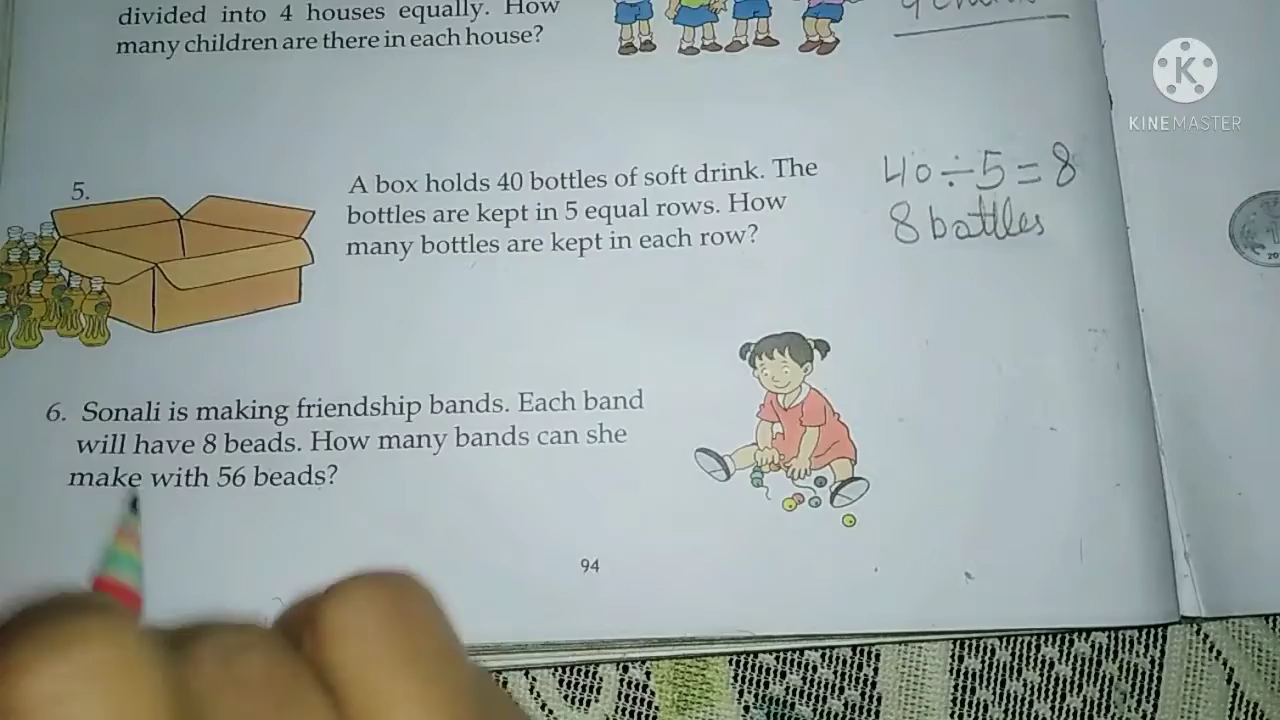 divided into 4 houses equally. How
many children are there in each house?
K
KINEMASTER
5.
A box holds 40 bottles of soft drink. The
bottles are kept in 5 equal rows. How
many bottles are kept in each row?
40÷5=8
8 bottles
6. Sonali is making friendship bands. Each band
will have 8 beads. How many bands can she
make with 56 beads?
94